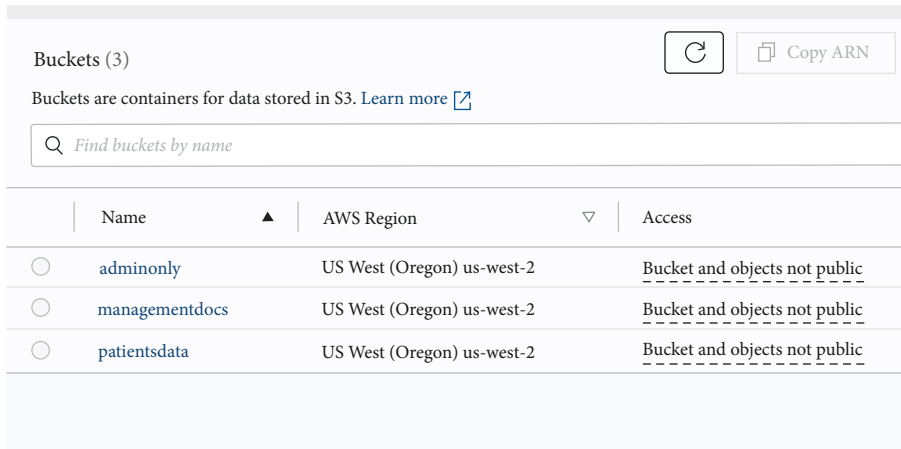 Buckets (3)
Copy ARN
Buckets are containers for data stored in S3. Learn more
Find buckets by name
Name AWS Region Access
adminonly US West (Oregon) us-west-2 Bucket and objects not public
managementdocs US West (Oregon) us-west-2 Bucket and objects not public
patientsdata US West (Oregon) us-west-2 Bucket and objects not public